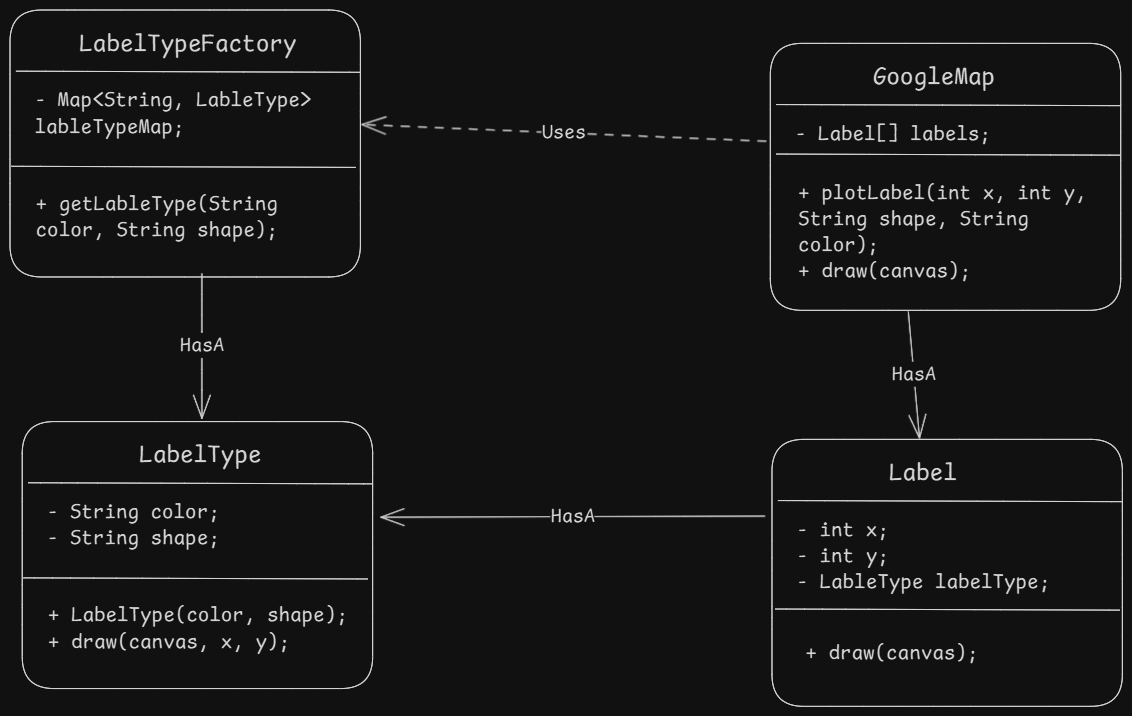 LabelTypeFactory
- Map<String, LableType>
lableTypeMap;
+ getLableType(String
color, String shape);
Uses
GoogleMap
- Label[] labels;
+ plotLabel(int x, int y,
String shape, String
color);
+ draw(canvas);
HasA
HasA
LabelType
- String color;
- String shape;
+ LabelType(color, shape);
+ draw(canvas, x, y);
HasA
Label
- int x;
- int y;
- LableType labelType;
+ draw(canvas);